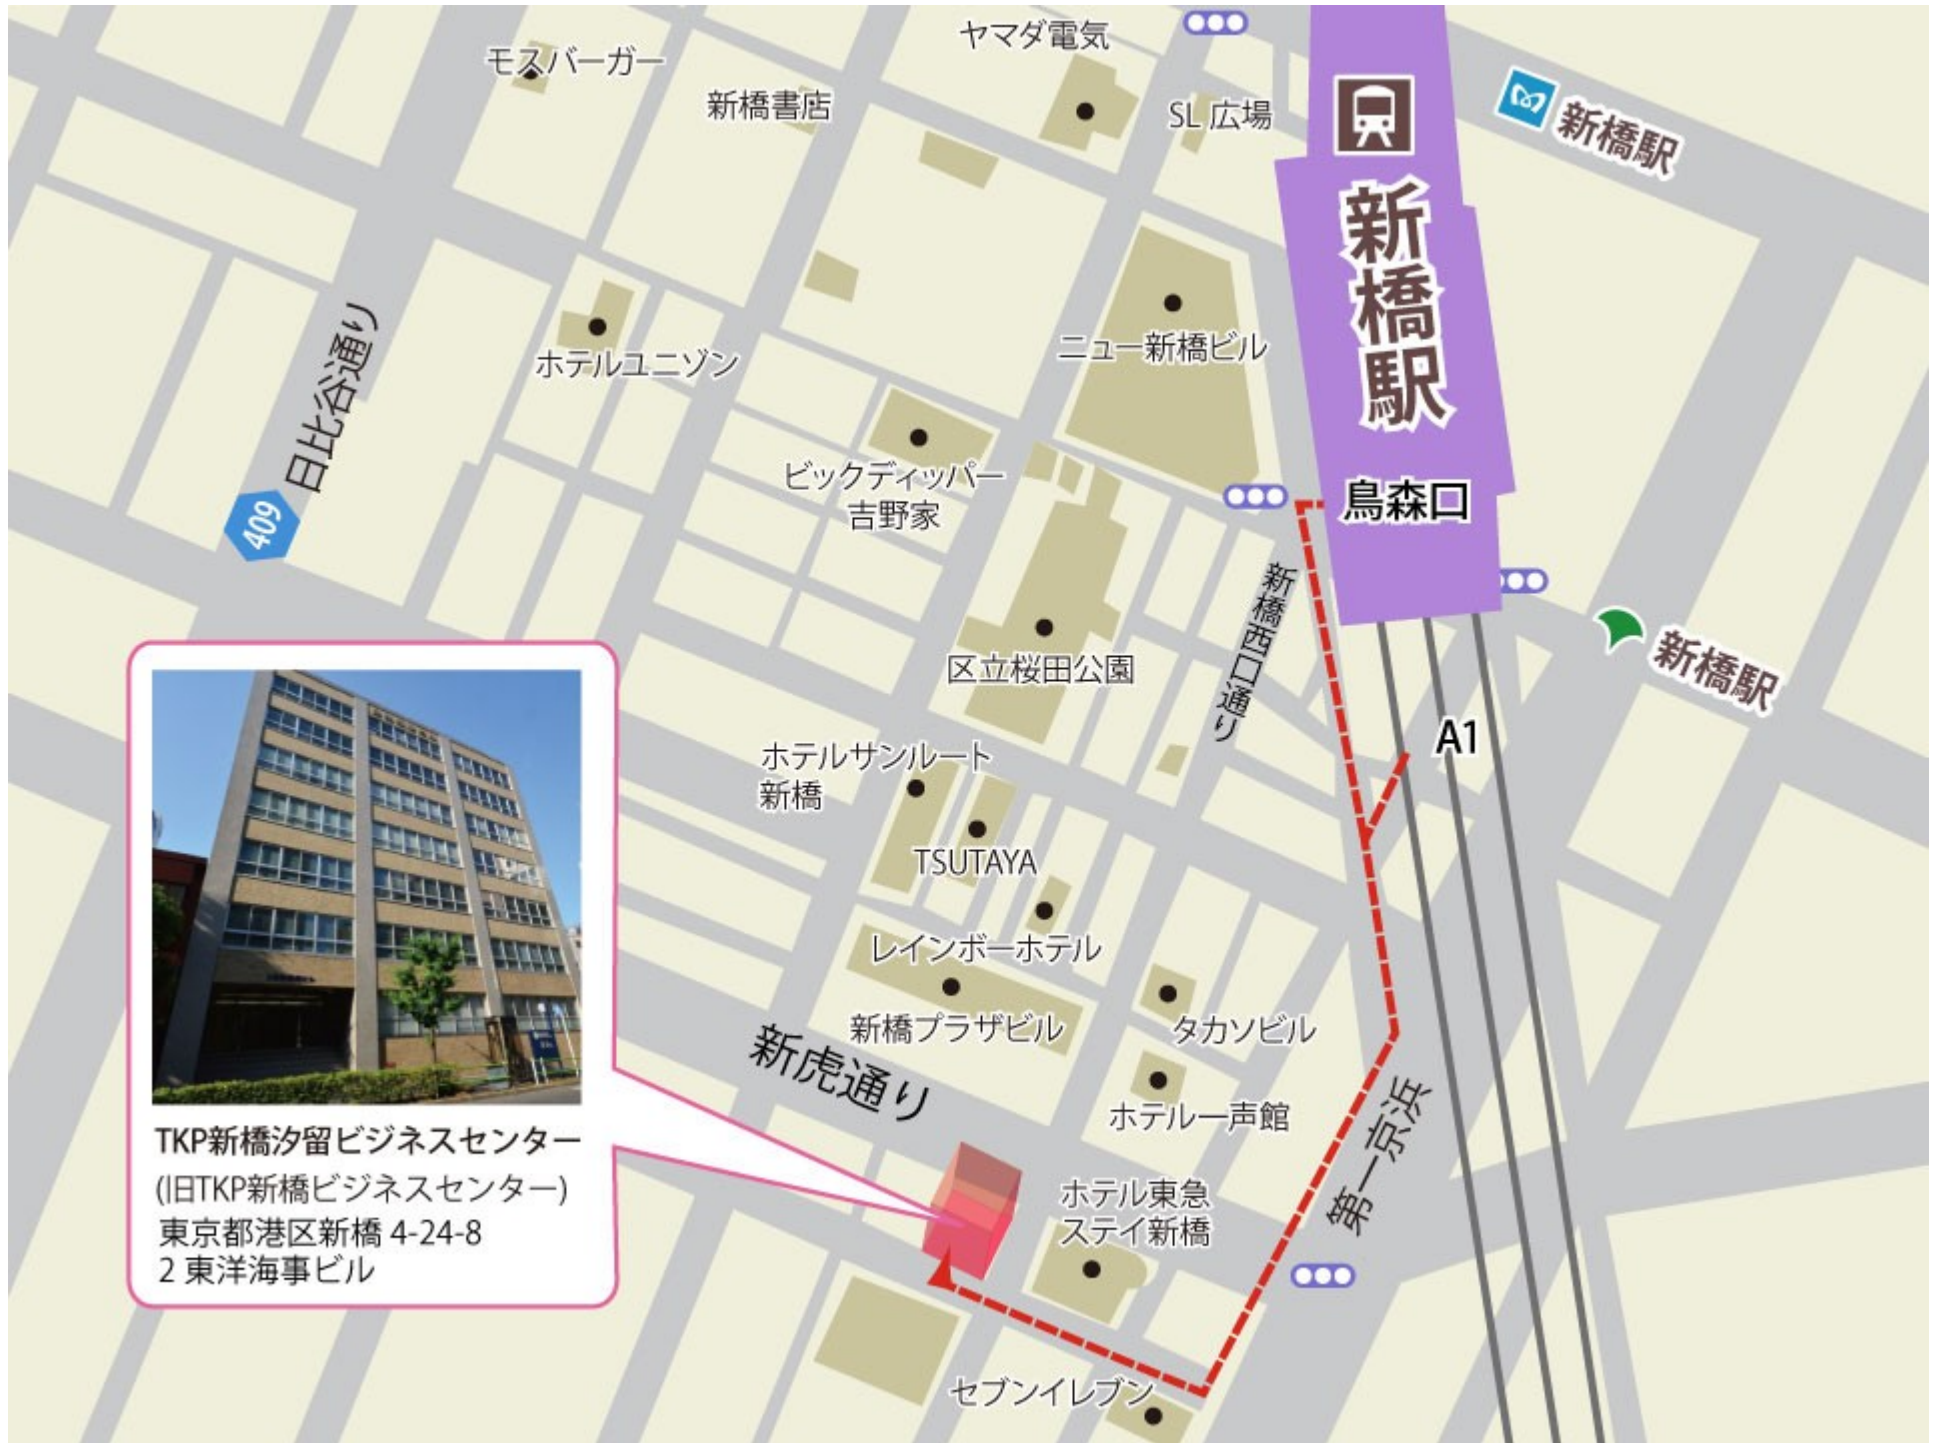 ヤマダ電気
モスバーガー
新橋書店
SL 広場
新橋駅
新橋駅
ホテルユニゾン
ニュー新橋ビル
日比谷通り
409
ビックディッパー
吉野家
烏森口
新橋西口通り
新橋駅
区立桜田公園
A1
ホテルサンルート
新橋
TSUTAYA
レインボーホテル
新橋プラザビル
タカソビル
新虎通り
ホテル一声館
第一京浜
ホテル東急
ステイ新橋
セブンイレブン
TKP新橋汐留ビジネスセンター
(旧TKP新橋ビジネスセンター)
東京都港区新橋 4-24-8
2 東洋海事ビル